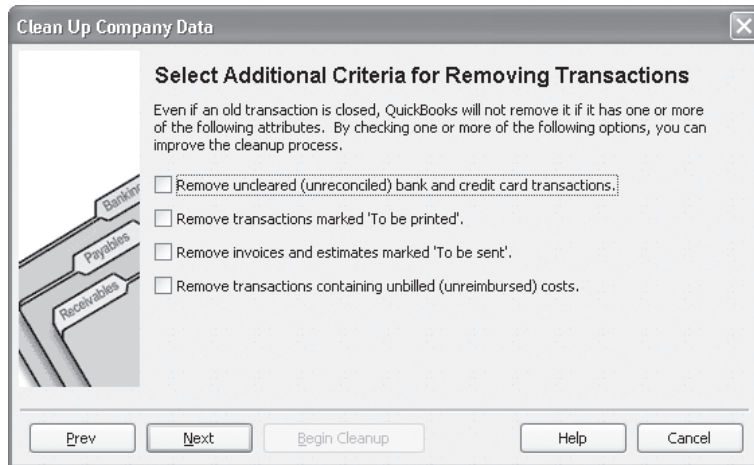 Clean Up Company Data
Select Additional Criteria for Removing Transactions
Even if an old transaction is closed, QuickBooks will not remove it if it has one or more
of the following attributes. By checking one or more of the following options, you can
improve the cleanup process.
Remove uncleared (unreconciled) bank and credit card transactions.
Remove transactions marked 'To be printed'.
Remove invoices and estimates marked 'To be sent'.
Remove transactions containing unbilled (unreimbursed) costs.
Banking
Payables
Receivables
Prev
Next
Begin Cleanup
Help
Cancel